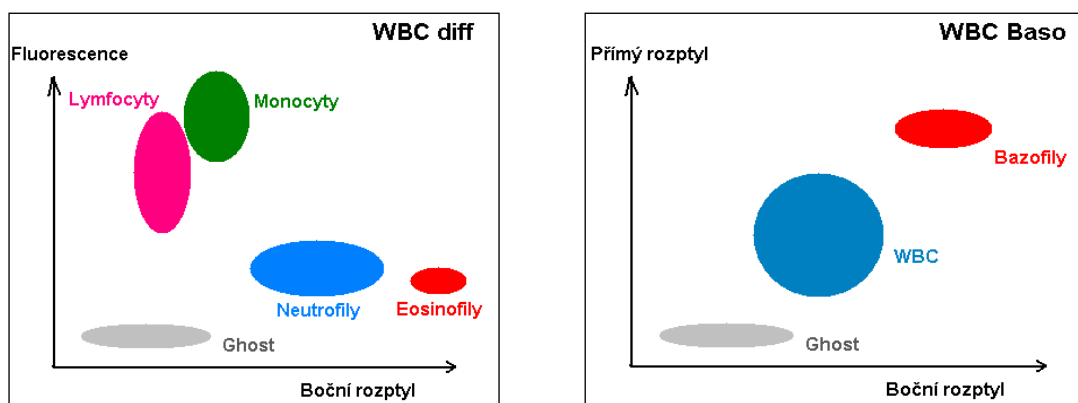 WBC diff
Fluorescence
Lymfocyty
Monocyty
Neutrofily
Eosinofily
Ghost
Boční rozptyl
WBC Baso
Přímý rozptyl
Bazofily
WBC
Ghost
Boční rozptyl